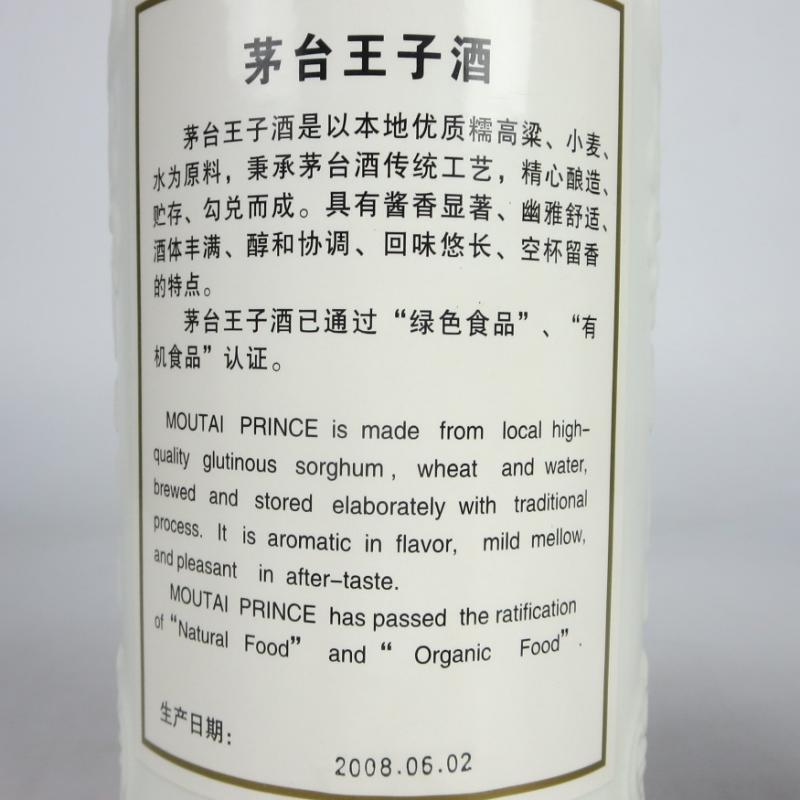 茅台王子酒
茅台王子酒是以本地优质糯高粱、小麦、
水为原料，秉承茅台酒传统工艺，精心酿造、
贮存、勾兑而成。具有酱香显著、幽雅舒适、
酒体丰满、醇和协调、回味悠长、空杯留香
的特点。
茅台王子酒已通过“绿色食品”、“有
机食品”认证。
MOUTAI PRINCE is made from local high-
quality glutinous sorghum, wheat and water,
brewed and stored elaborately with traditional
process. It is aromatic in flavor, mild mellow,
and pleasant in after-taste.
MOUTAI PRINCE has passed the ratification
of “Natural Food” and “ Organic Food”.
生产日期：
2008.06.02